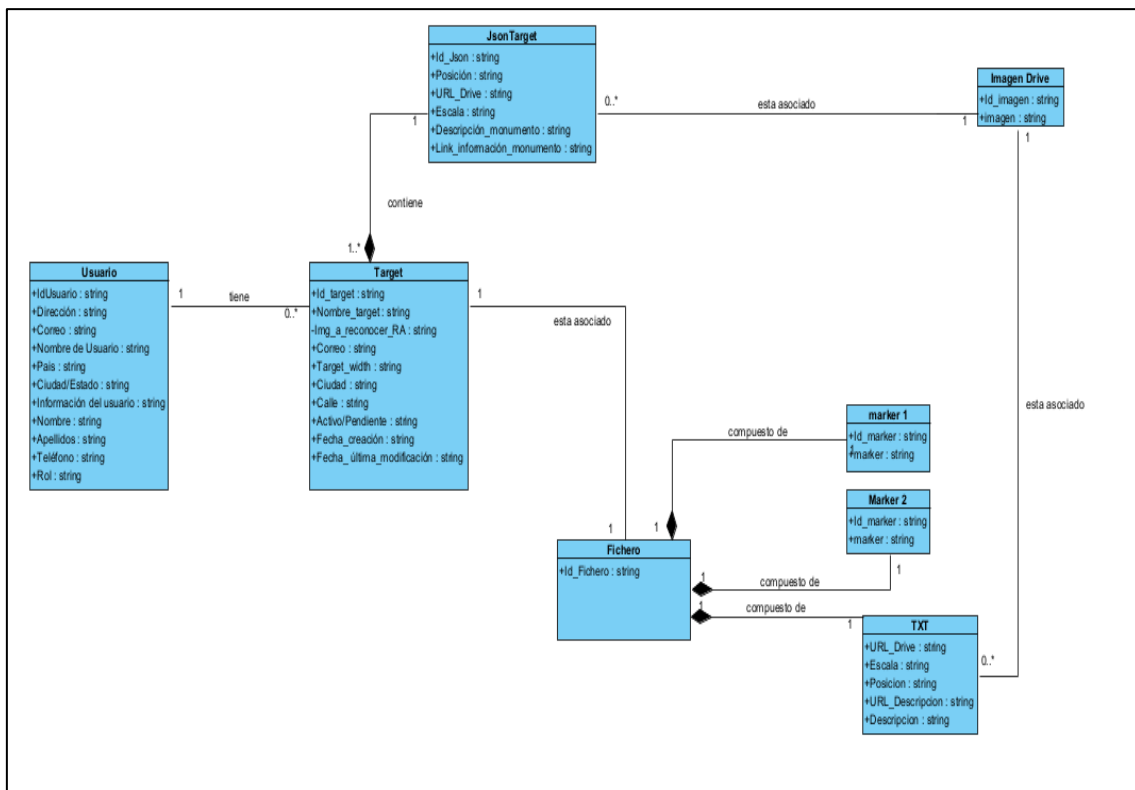 JsonTarget
+Id_Json : string
+Posición : string
+URL_Drive : string
+Escala : string
+Descripción_monumento : string
+Link_información_monumento : string
Imagen Drive
+Id_imagen : string
+imagen : string
0..*
esta asociado
1
1
1
contiene
1..*
Usuario
+IdUsuario : string
+Dirección : string
+Correo : string
+Nombre de Usuario : string
+Pais : string
+Ciudad/Estado : string
+Información del usuario : string
+Nombre : string
+Apellidos : string
+Teléfono : string
+Rol : string
1
tiene
0..*
Target
+Id_target : string
+Nombre_target : string
-Img_a_reconocer_RA : string
+Correo : string
+Target_width : string
+Ciudad : string
+Calle : string
+Activo/Pendiente : string
+Fecha_creación : string
+Fecha_última_modificación : string
1
esta asociado
1
esta asociado
marker 1
+Id_marker : string
+marker : string
compuesto de
1
1
Marker 2
+Id_marker : string
+marker : string
Fichero
+Id_Fichero : string
1
compuesto de
1
1
compuesto de
1
TXT
+URL_Drive : string
+Escala : string
+Posicion : string
+URL_Descripcion : string
+Descripcion : string
0..*